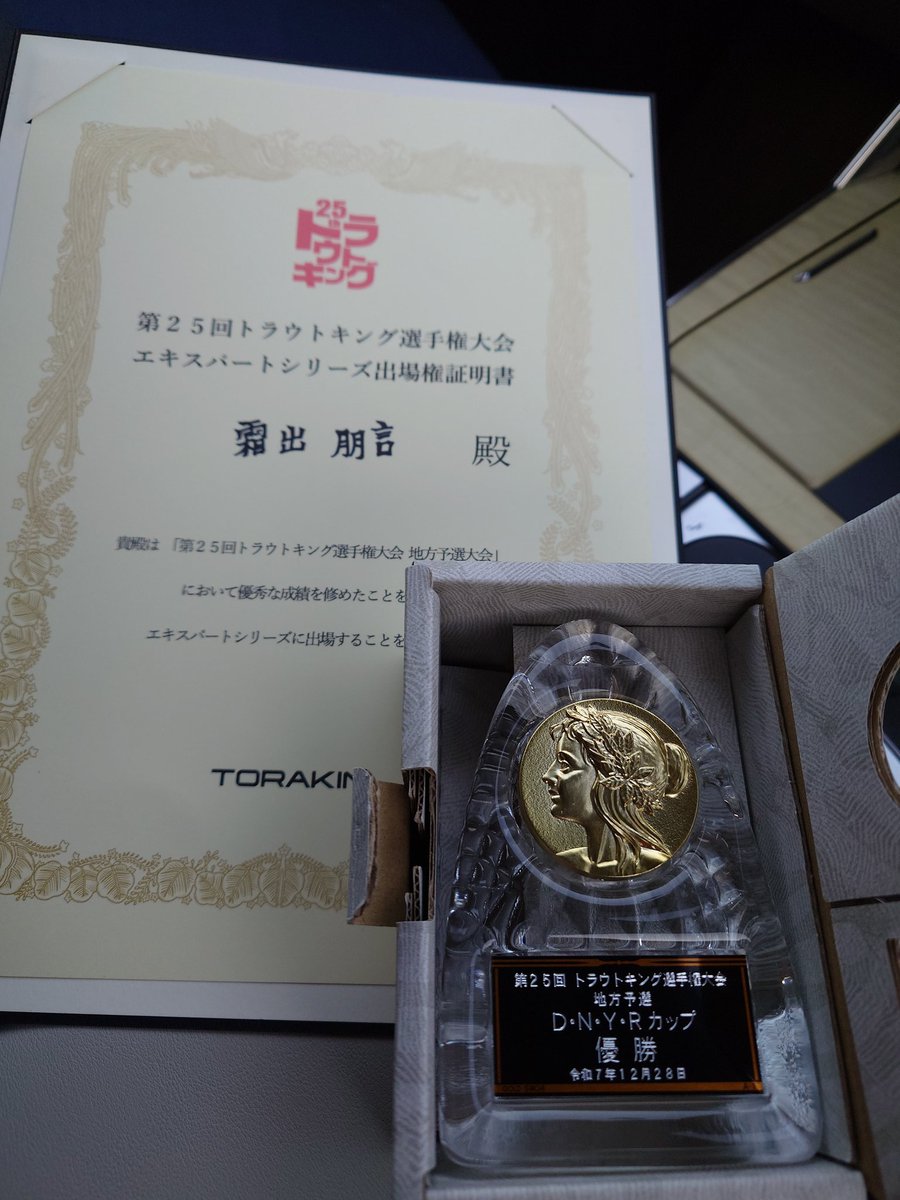 25th
トラウトキング
第２５回トラウトキング選手権大会
エキスパートシリーズ出場権証明書
霜出 朋言 殿
貴殿は 「第２５回トラウトキング選手権大会 地方予選大会」
において優秀な成績を修めたことを
エキスパートシリーズに出場することを
TORAKIN
第２５回 トラウトキング選手権大会
地方予選
D・N・Y・Rカップ
優勝
令和７年１２月２８日